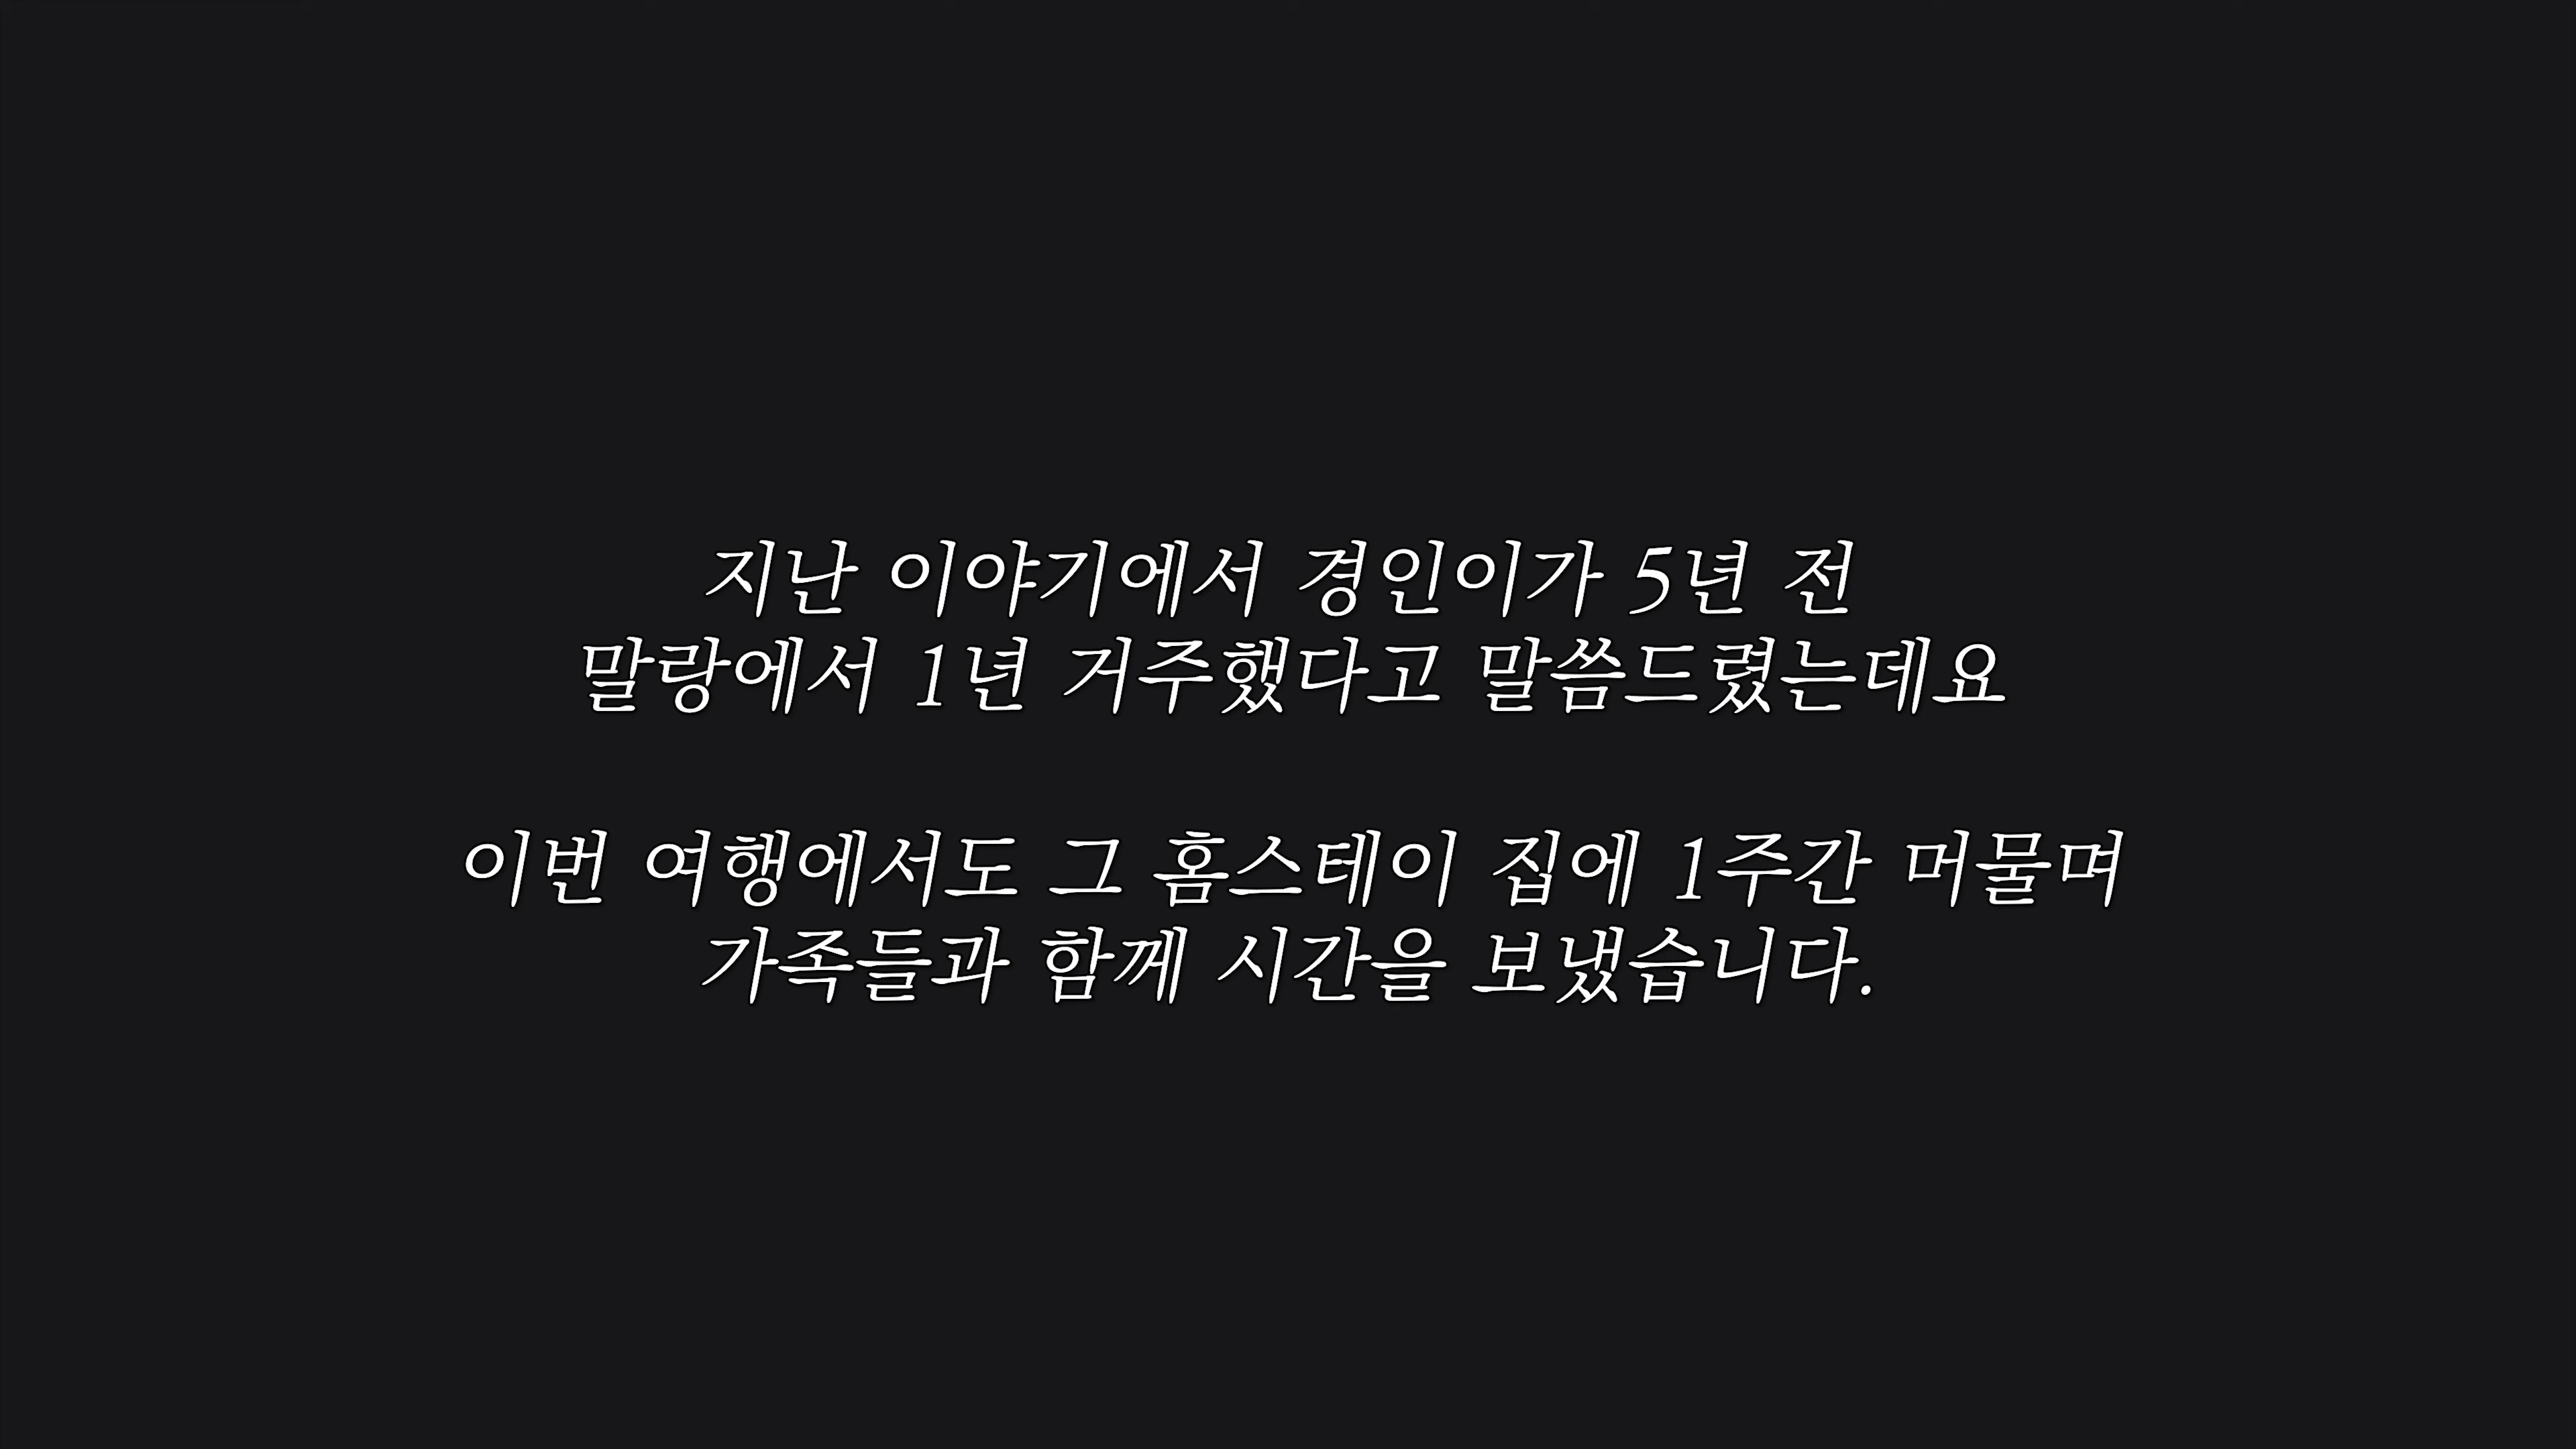 지난 이야기에서 경인이가 5년 전
말랑에서 1년 거주했다고 말씀드렸는데요
이번 여행에서도 그 홈스테이 집에 1주간 머물며
가족들과 함께 시간을 보냈습니다.